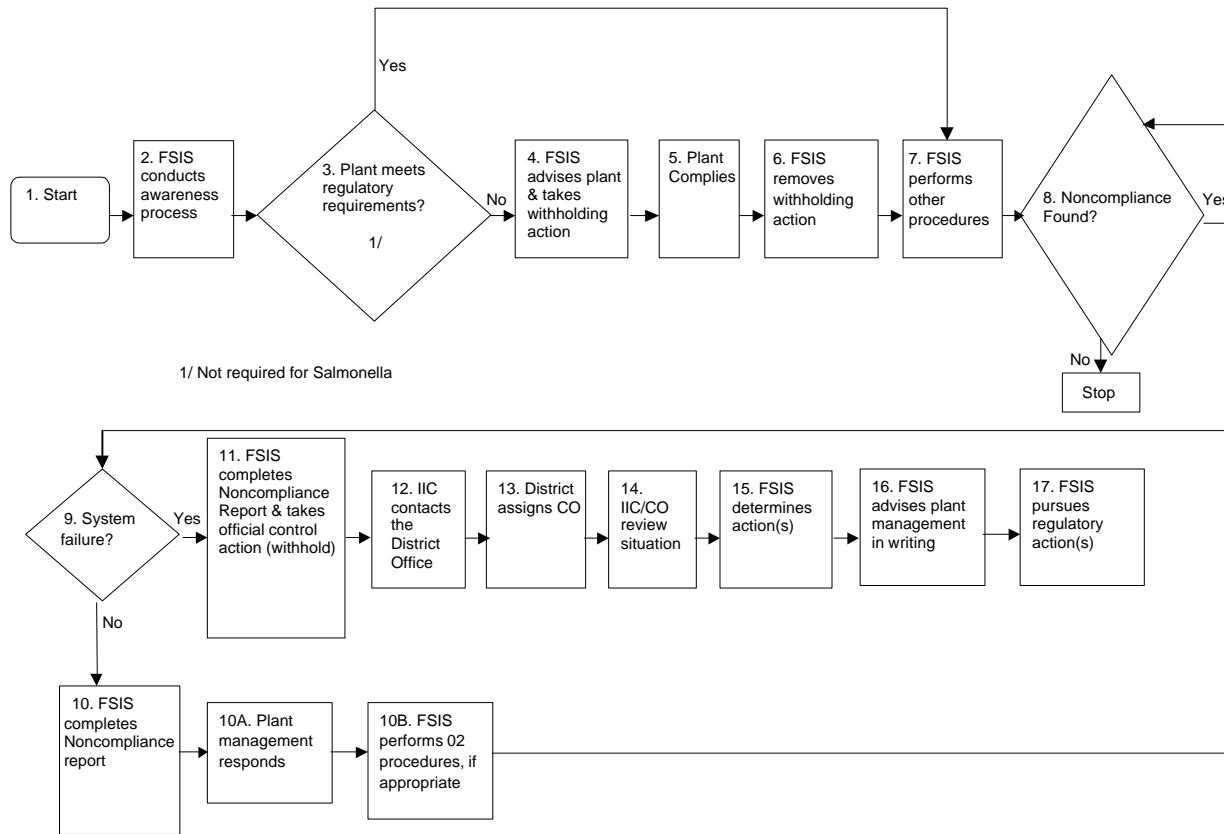 Yes
1. Start
2. FSIS
conducts
awareness
process
3. Plant meets
regulatory
requirements?
1/
No
4. FSIS
advises plant
& takes
withholding
action
5. Plant
Complies
6. FSIS
removes
withholding
action
7. FSIS
performs
other
procedures
8. Noncompliance
Found?
Yes
No
Stop
1/ Not required for Salmonella
9. System
failure?
Yes
11. FSIS
completes
Noncompliance
Report & takes
official control
action (withhold)
12. IIC
contacts
the
District
Office
13. District
assigns CO
14.
IIC/CO
review
situation
15. FSIS
determines
action(s)
16. FSIS
advises plant
management
in writing
17. FSIS
pursues
regulatory
action(s)
No
10. FSIS
completes
Noncompliance
report
10A. Plant
management
responds
10B. FSIS
performs 02
procedures, if
appropriate